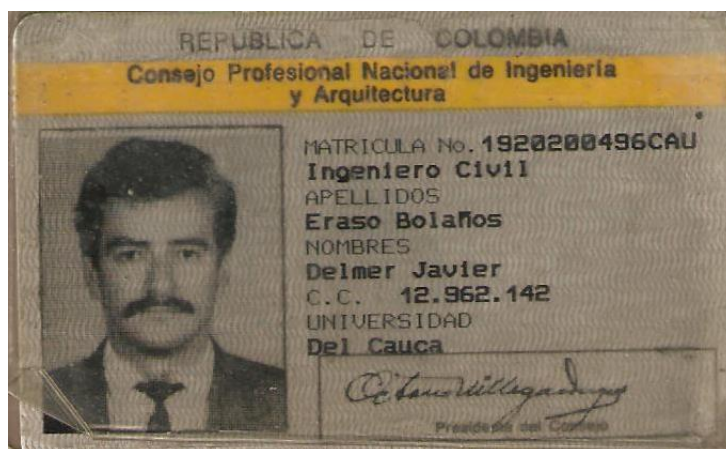 REPUBLICA DE COLOMBIA
Consejo Profesional Nacional de Ingeniería
y Arquitectura
MATRICULA No. 1920200496CAU
Ingeniero Civil
APELLIDOS
Eraso Bolaños
NOMBRES
Delmer Javier
C.C. 12.962.142
UNIVERSIDAD
Del Cauca
Presidente del Consejo